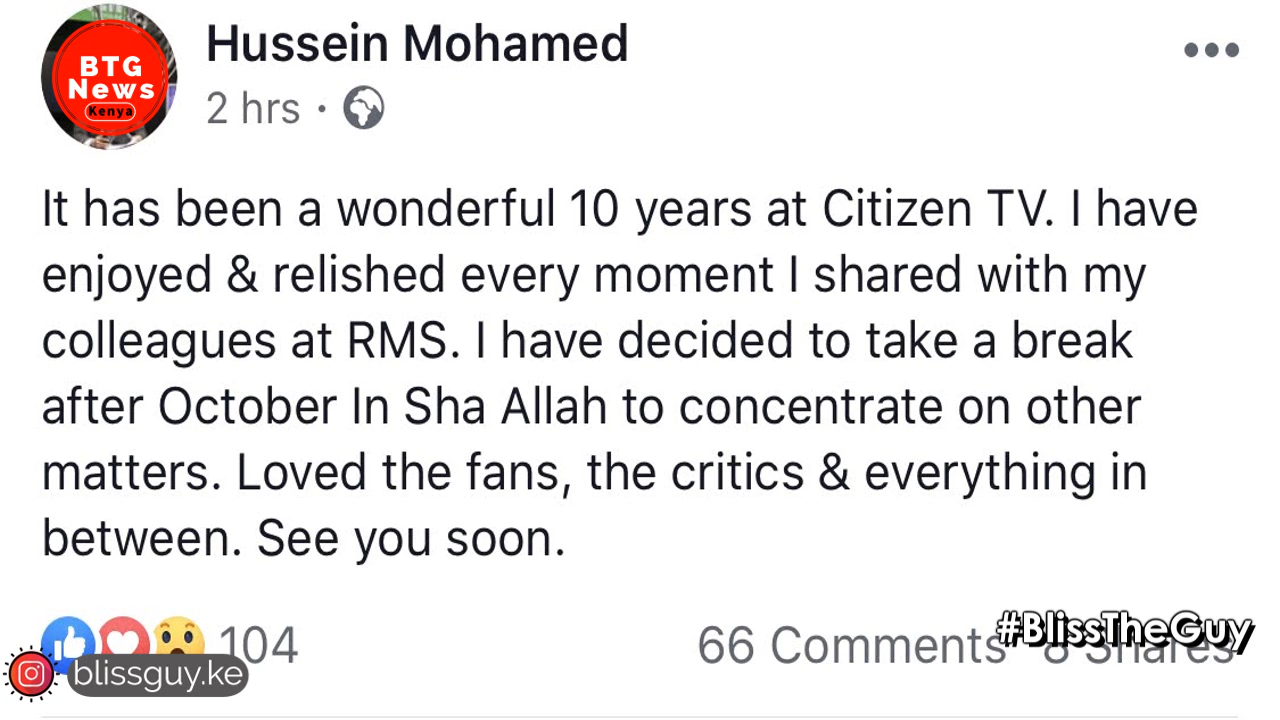 BTG
News
Kenya
Hussein Mohamed
2 hrs ·
It has been a wonderful 10 years at Citizen TV. I have
enjoyed & relished every moment I shared with my
colleagues at RMS. I have decided to take a break
after October In Sha Allah to concentrate on other
matters. Loved the fans, the critics & everything in
between. See you soon.
104
66 Comments 8 Shares
#BlissTheGuy
blissguy.ke